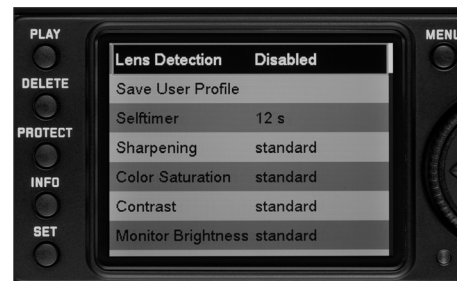 PLAY
DELETE
PROTECT
INFO
SET
MENU
Lens Detection Disabled
Save User Profile
Selftimer 12 s
Sharpening standard
Color Saturation standard
Contrast standard
Monitor Brightness standard